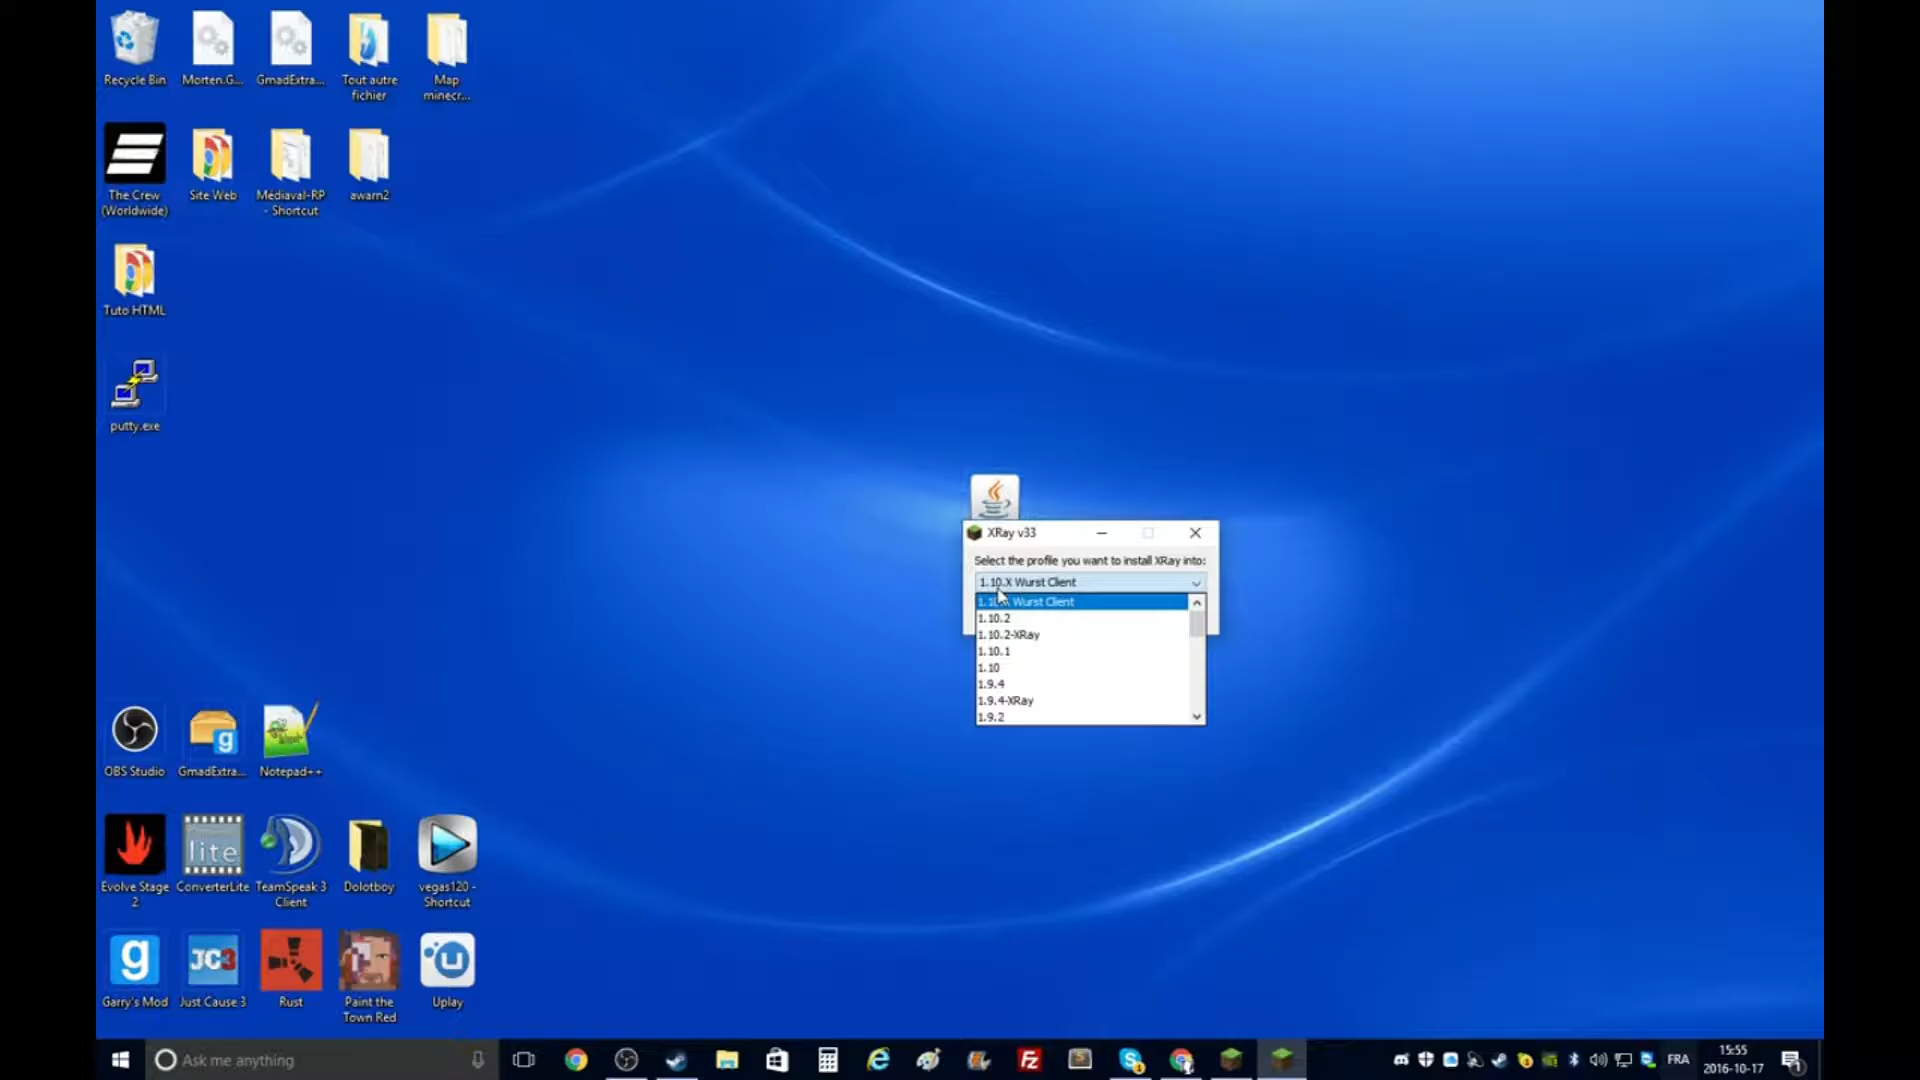 Recycle Bin
Morten.G...
GmadExtra...
Tout autre
fichier
Map
minecr...
The Crew
(Worldwide)
Site Web
Médiaval-RP
- Shortcut
awarn2
Tuto HTML
putty.exe
XRay v33
Select the profile you want to install XRay into:
1.10.X Wurst Client
1.10.X Wurst Client
1.10.2
1.10.2-XRay
1.10.1
1.10
1.9.4
1.9.4-XRay
1.9.2
OBS Studio
GmadExtra...
Notepad++
lite
Evolve Stage
2
ConverterLite
TeamSpeak 3
Client
Dolotboy
vegas120 -
Shortcut
g
JC3
Garry's Mod
Just Cause 3
Rust
Paint the
Town Red
Uplay
Ask me anything
FZ
FRA
15:55
2016-10-17